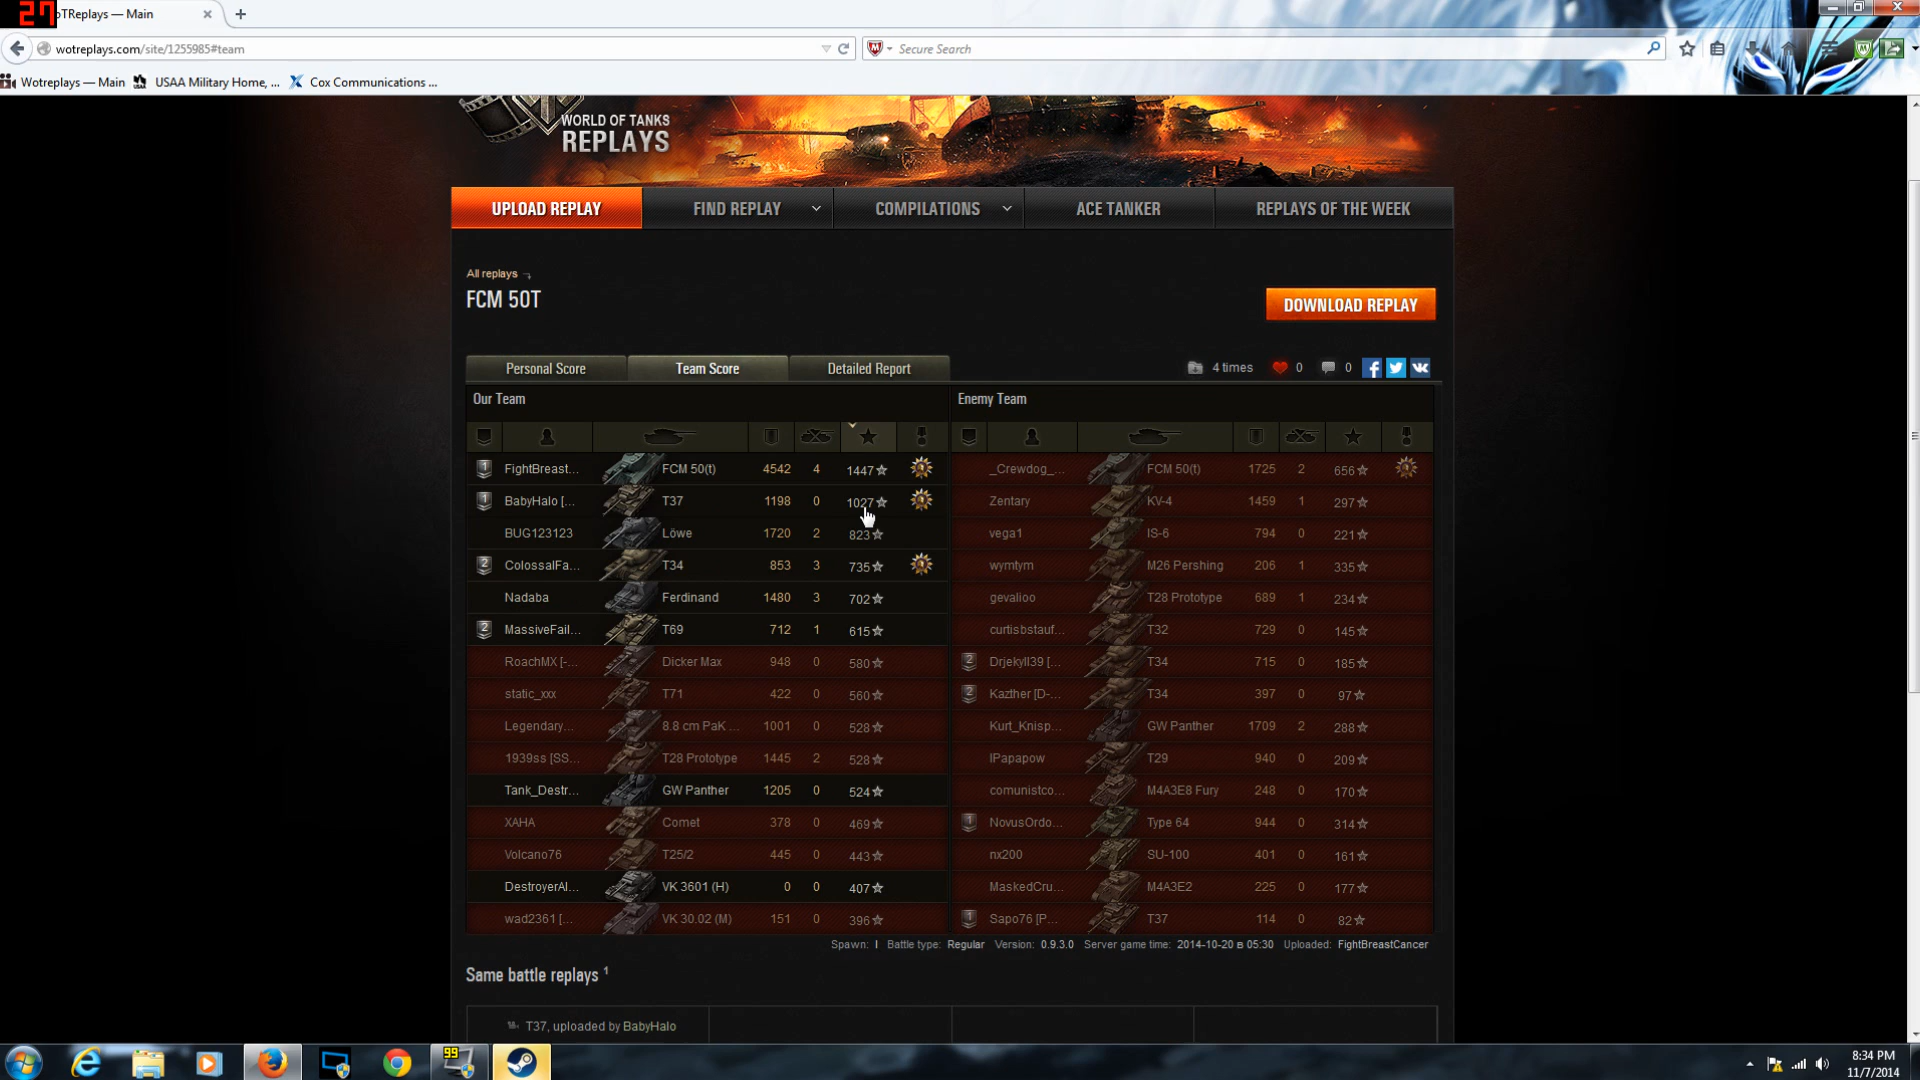 27
oTReplays — Main
wotreplays.com/site/1255985#team
Secure Search
Wotreplays — Main USAA Military Home, ... Cox Communications ...
WORLD OF TANKS
REPLAYS
UPLOAD REPLAY FIND REPLAY COMPILATIONS ACE TANKER REPLAYS OF THE WEEK
All replays
FCM 50T
DOWNLOAD REPLAY
Personal Score Team Score Detailed Report 4 times 0 0
Our Team Enemy Team
1 FightBreast... FCM 50(t) 4542 4 1447 _Crewdog_... FCM 50(t) 1725 2 656
1 BabyHalo [... T37 1198 0 1027 Zentary KV-4 1459 1 297
BUG123123 Löwe 1720 2 823 vega1 IS-6 794 0 221
2 ColossalFa... T34 853 3 735 wymtym M26 Pershing 206 1 335
Nadaba Ferdinand 1480 3 702 gevalioo T28 Prototype 689 1 234
2 MassiveFail... T69 712 1 615 curtisbstauf... T32 729 0 145
RoachMX [-... Dicker Max 948 0 580 2 Drjekyll39 [... T34 715 0 185
static_xxx T71 422 0 560 2 Kazther [D-... T34 397 0 97
Legendary... 8.8 cm PaK ... 1001 0 528 Kurt_Knisp... GW Panther 1709 2 288
1939ss [SS... T28 Prototype 1445 2 528 IPapapow T29 940 0 209
Tank_Destr... GW Panther 1205 0 524 comunistco... M4A3E8 Fury 248 0 170
XAHA Comet 378 0 469 1 NovusOrdo... Type 64 944 0 314
Volcano76 T25/2 445 0 443 nx200 SU-100 401 0 161
DestroyerAl... VK 3601 (H) 0 0 407 MaskedCru... M4A3E2 225 0 177
wad2361 [... VK 30.02 (M) 151 0 396 1 Sapo76 [P... T37 114 0 82
Spawn: I Battle type: Regular Version: 0.9.3.0 Server game time: 2014-10-20 в 05:30 Uploaded: FightBreastCancer
Same battle replays 1
T37, uploaded by BabyHalo
99
8:34 PM
11/7/2014